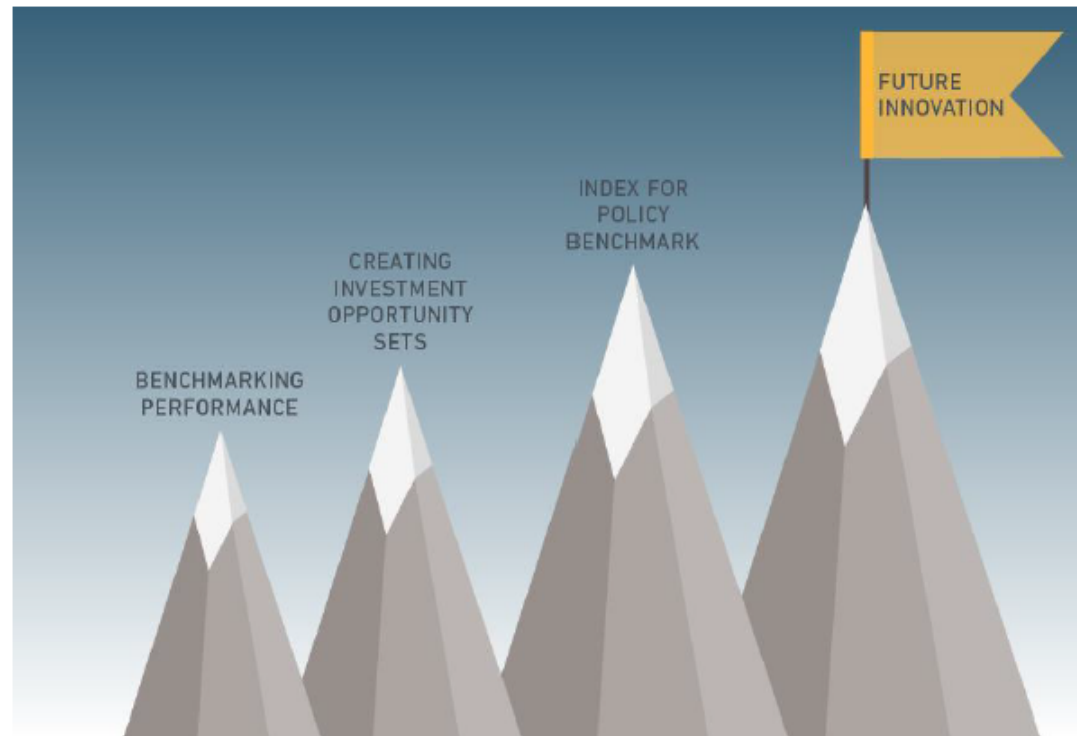 BENCHMARKING
PERFORMANCE
CREATING
INVESTMENT
OPPORTUNITY
SETS
INDEX FOR
POLICY
BENCHMARK
FUTURE
INNOVATION